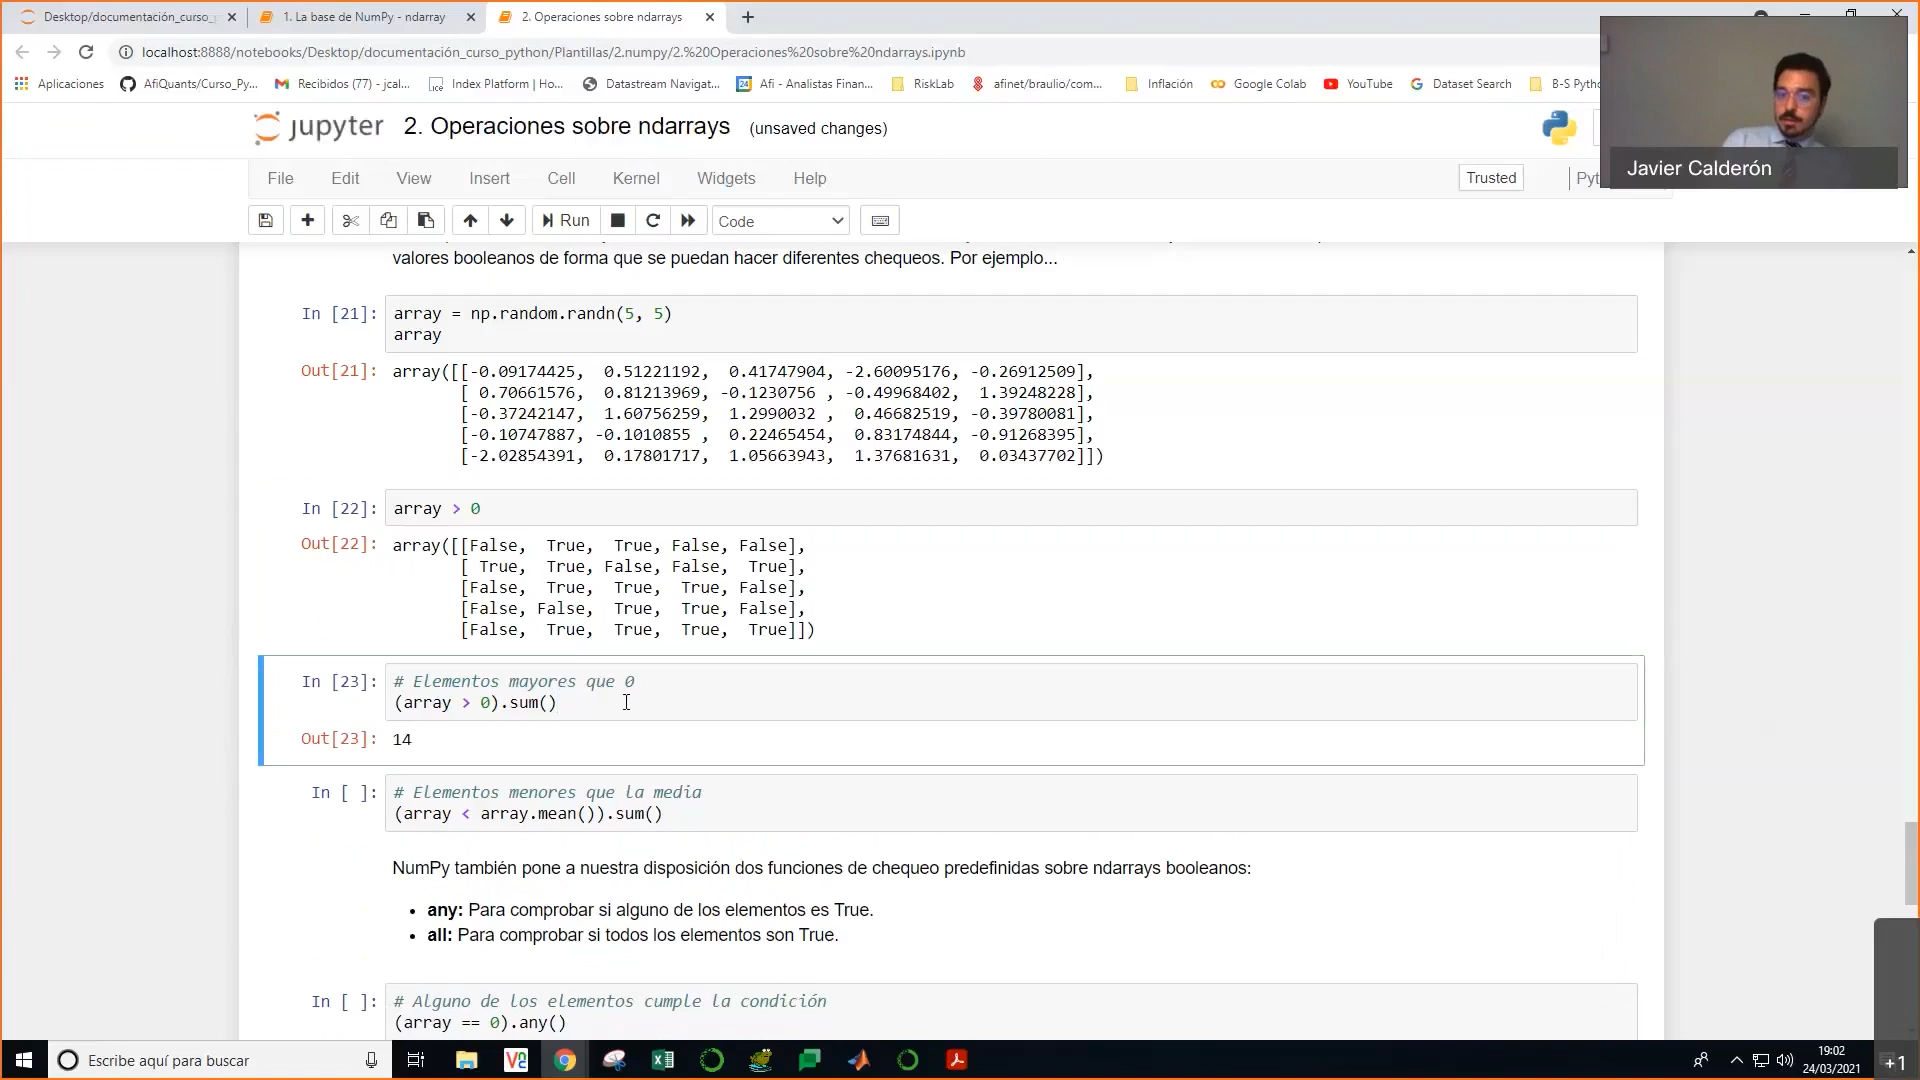 Desktop/documentación_curso_
1. La base de NumPy - ndarray
2. Operaciones sobre ndarrays
localhost:8888/notebooks/Desktop/documentación_curso_python/Plantillas/2.numpy/2.%20Operaciones%20sobre%20ndarrays.ipynb
Aplicaciones
AfiQuants/Curso_Py...
Recibidos (77) - jcal...
Index Platform | Ho...
Datastream Navigat...
Afi - Analistas Finan...
RiskLab
afinet/braulio/com...
Inflación
Google Colab
YouTube
Dataset Search
B-S Pyth
Javier Calderón
jupyter 2. Operaciones sobre ndarrays (unsaved changes)
File Edit View Insert Cell Kernel Widgets Help Trusted Pyt
Run Code
valores booleanos de forma que se puedan hacer diferentes chequeos. Por ejemplo...
In [21]: array = np.random.randn(5, 5)
array
Out[21]: array([[-0.09174425, 0.51221192, 0.41747904, -2.60095176, -0.26912509],
[ 0.70661576, 0.81213969, -0.1230756 , -0.49968402, 1.39248228],
[-0.37242147, 1.60756259, 1.2990032 , 0.46682519, -0.39780081],
[-0.10747887, -0.1010855 , 0.22465454, 0.83174844, -0.91268395],
[-2.02854391, 0.17801717, 1.05663943, 1.37681631, 0.03437702]])
In [22]: array > 0
Out[22]: array([[False, True, True, False, False],
[ True, True, False, False, True],
[False, True, True, True, False],
[False, False, True, True, False],
[False, True, True, True, True]])
In [23]: # Elementos mayores que 0
(array > 0).sum()
Out[23]: 14
In [ ]: # Elementos menores que la media
(array < array.mean()).sum()
NumPy también pone a nuestra disposición dos funciones de chequeo predefinidas sobre ndarrays booleanos:
• any: Para comprobar si alguno de los elementos es True.
• all: Para comprobar si todos los elementos son True.
In [ ]: # Alguno de los elementos cumple la condición
(array == 0).any()
Escribe aquí para buscar
19:02
24/03/2021
+1